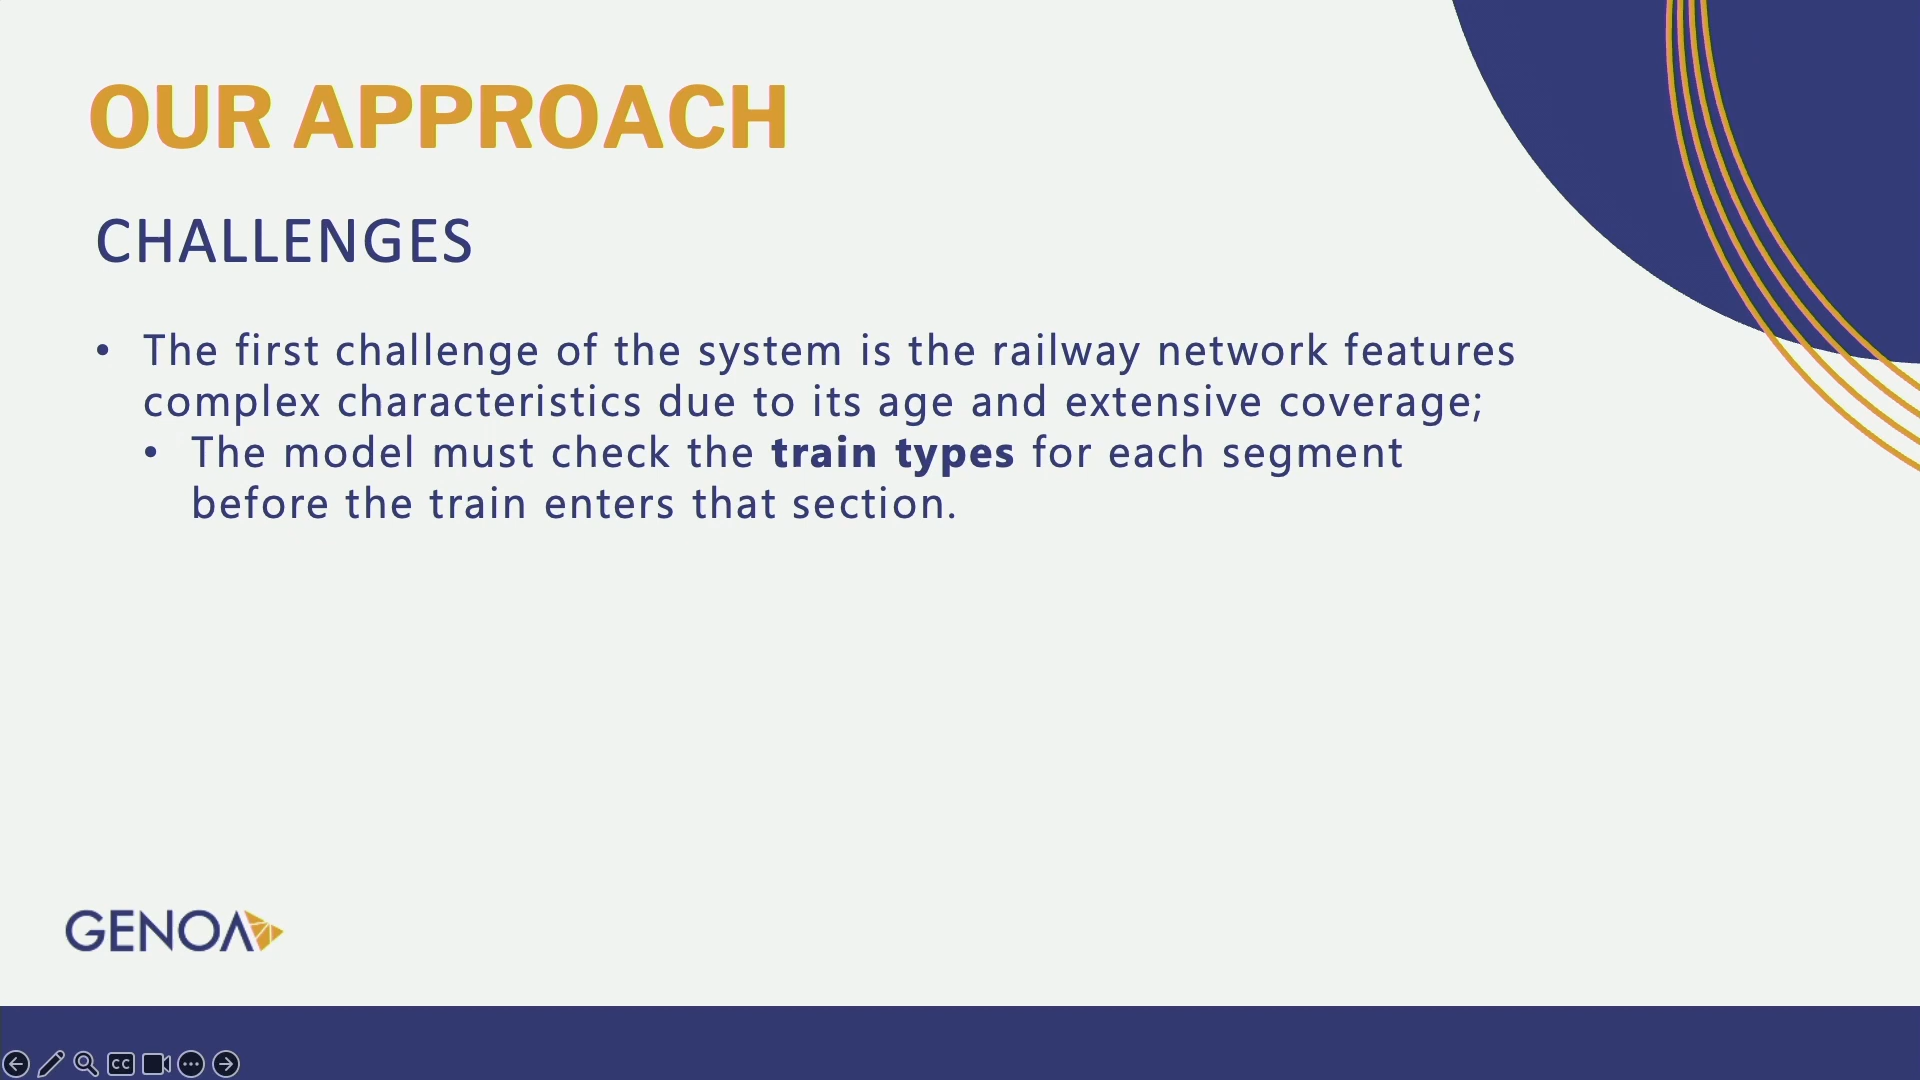 OUR APPROACH
CHALLENGES
• The first challenge of the system is the railway network features
complex characteristics due to its age and extensive coverage;
• The model must check the train types for each segment
before the train enters that section.
GENOA
CC